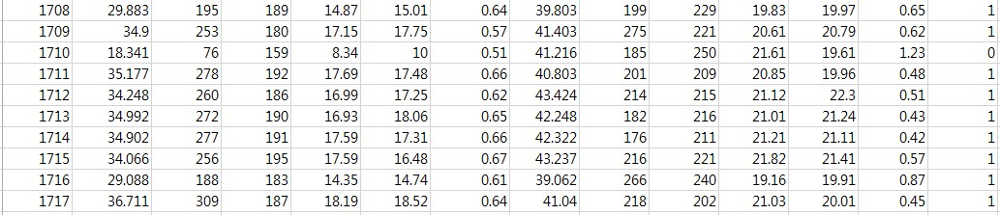 1708 29.883 195 189 14.87 15.01 0.64 39.803 199 229 19.83 19.97 0.65 1
1709 34.9 253 180 17.15 17.75 0.57 41.403 275 221 20.61 20.79 0.62 1
1710 18.341 76 159 8.34 10 0.51 41.216 185 250 21.61 19.61 1.23 0
1711 35.177 278 192 17.69 17.48 0.66 40.803 201 209 20.85 19.96 0.48 1
1712 34.248 260 186 16.99 17.25 0.62 43.424 214 215 21.12 22.3 0.51 1
1713 34.992 272 190 16.93 18.06 0.65 42.248 182 216 21.01 21.24 0.43 1
1714 34.902 277 191 17.59 17.31 0.66 42.322 176 211 21.21 21.11 0.42 1
1715 34.066 256 195 17.59 16.48 0.67 43.237 216 221 21.82 21.41 0.57 1
1716 29.088 188 183 14.35 14.74 0.61 39.062 266 240 19.16 19.91 0.87 1
1717 36.711 309 187 18.19 18.52 0.64 41.04 218 202 21.03 20.01 0.45 1